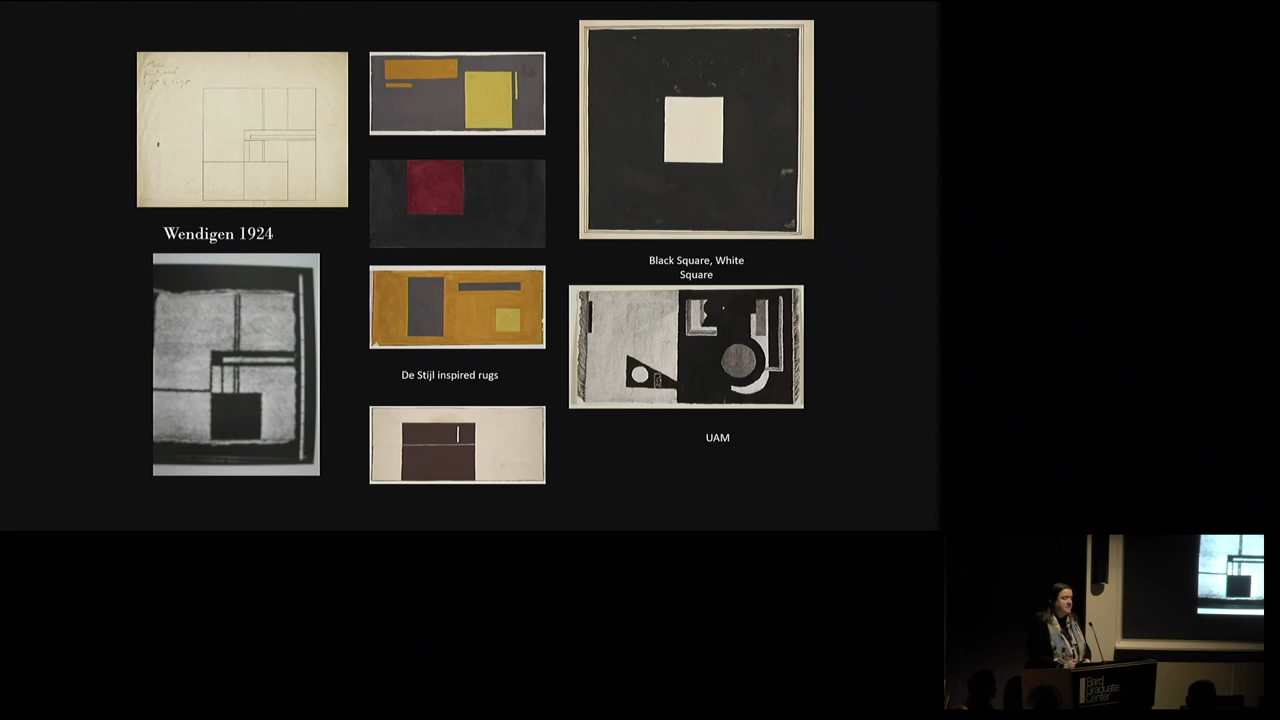 Wendigen 1924
De Stijl inspired rugs
Black Square, White
Square
UAM
Bard
Graduate
Center